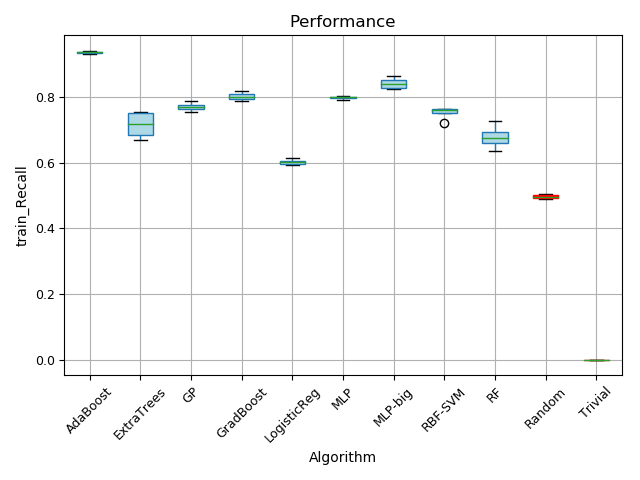 Performance
train_Recall
0.8
0.6
0.4
0.2
0.0
AdaBoost
ExtraTrees
GP
GradBoost
LogisticReg
MLP
MLP-big
RBF-SVM
RF
Random
Trivial
Algorithm